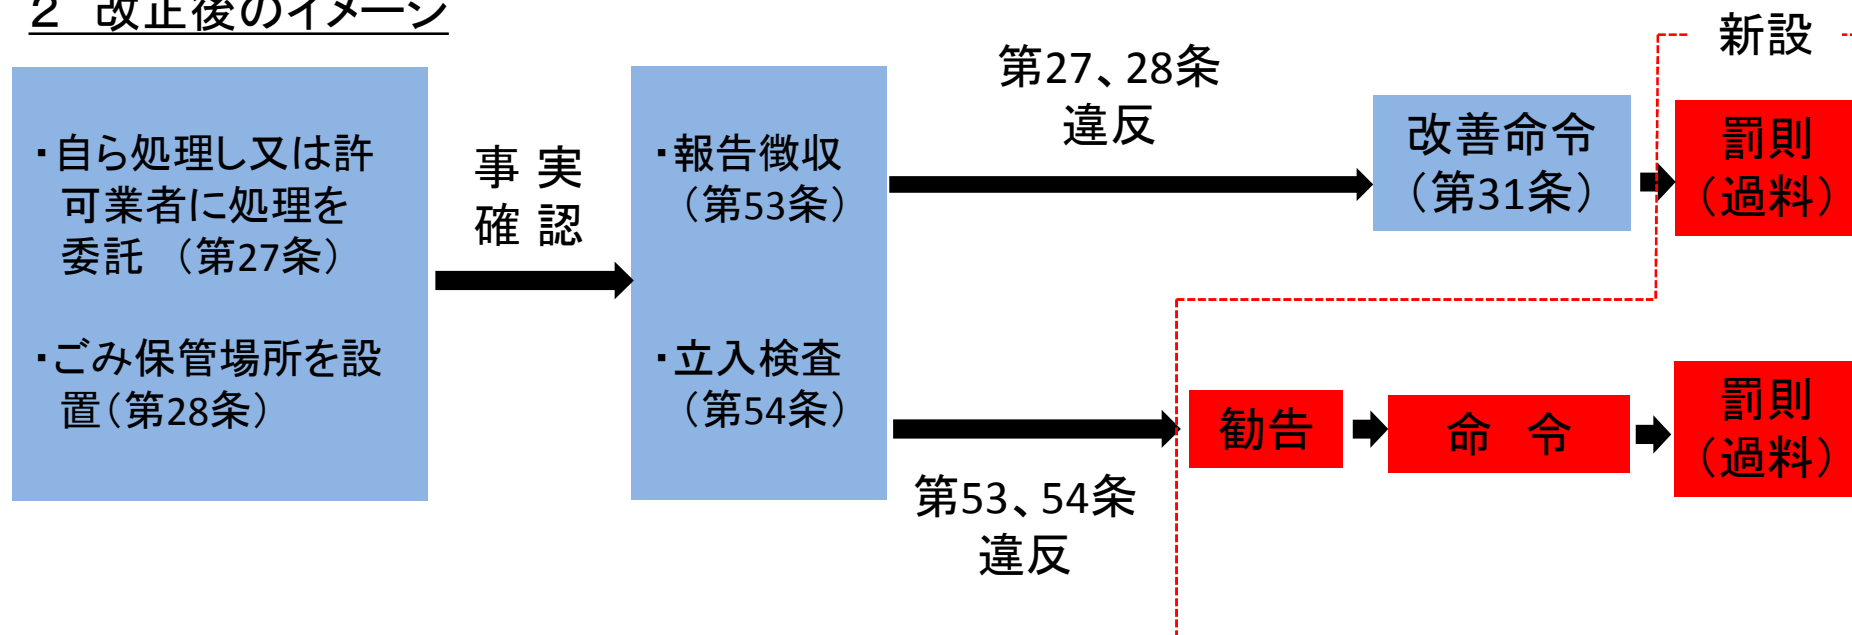 ２ 改正後のイメージ
・自ら処理し又は許
可業者に処理を
委託 （第27条）
・ごみ保管場所を設
置（第28条）
事 実
確 認
・報告徴収
（第53条）
・立入検査
（第54条）
第27、28条
違反
改善命令
（第31条）
新設
罰則
（過料）
第53、54条
違反
勧告
命 令
罰則
（過料）